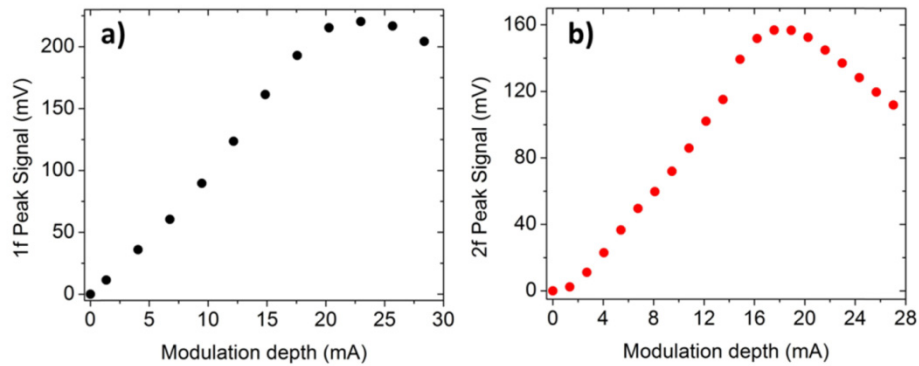 a)
1f Peak Signal (mV)
200
150
100
50
0
0 5 10 15 20 25 30
Modulation depth (mA)
b)
2f Peak Signal (mV)
160
120
80
40
0
0 4 8 12 16 20 24 28
Modulation depth (mA)